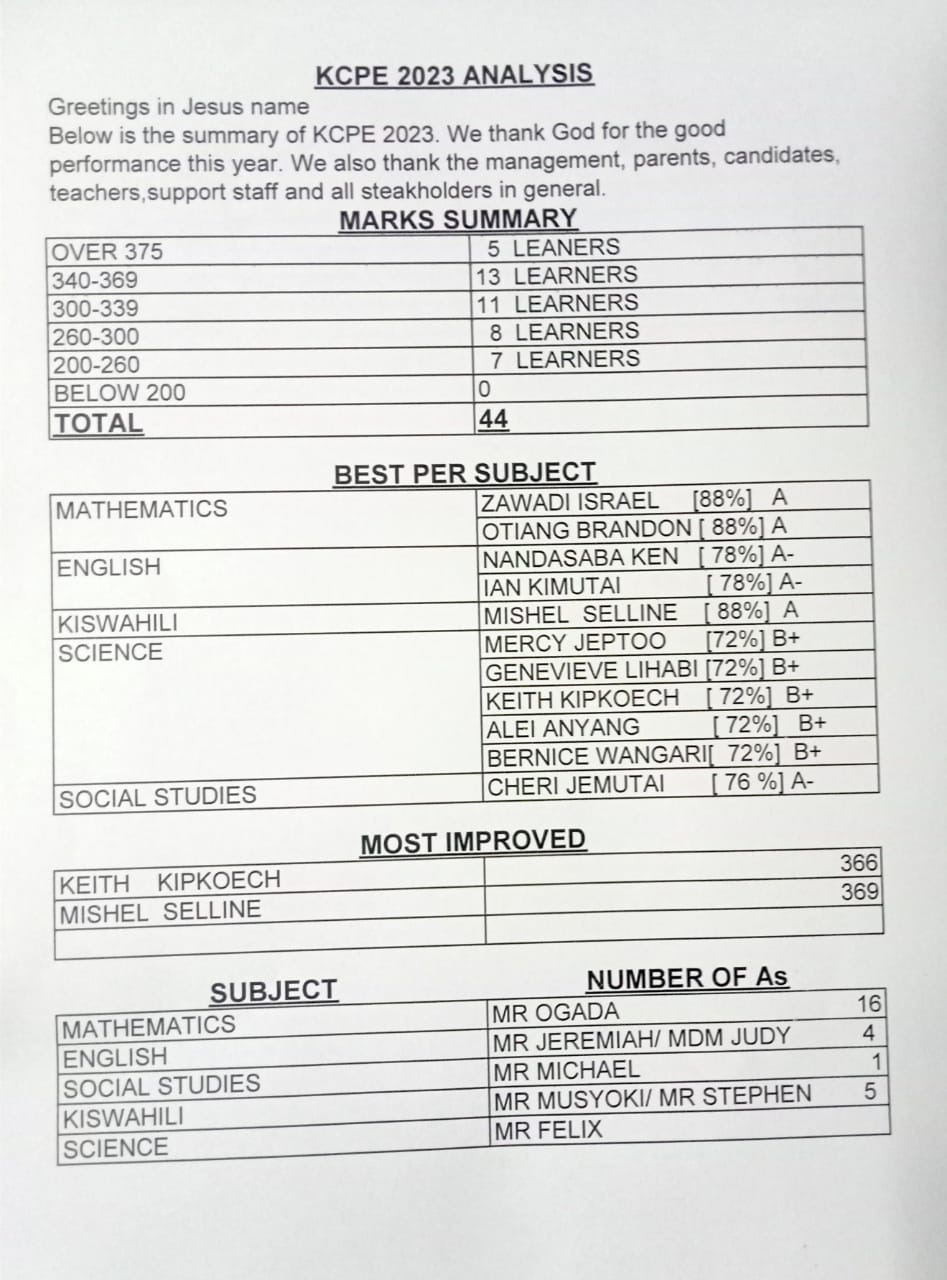 KCPE 2023 ANALYSIS
Greetings in Jesus name
Below is the summary of KCPE 2023. We thank God for the good
performance this year. We also thank the management, parents, candidates,
teachers,support staff and all steakholders in general.
MARKS SUMMARY
OVER 375 5 LEANERS
340-369 13 LEARNERS
300-339 11 LEARNERS
260-300 8 LEARNERS
200-260 7 LEARNERS
BELOW 200 0
TOTAL 44
BEST PER SUBJECT
MATHEMATICS ZAWADI ISRAEL [88%] A
OTIANG BRANDON [ 88%] A
ENGLISH NANDASABA KEN [ 78%] A-
IAN KIMUTAI [ 78%] A-
KISWAHILI MISHEL SELLINE [ 88%] A
SCIENCE MERCY JEPTOO [72%] B+
GENEVIEVE LIHABI [72%] B+
KEITH KIPKOECH [ 72%] B+
ALEI ANYANG [ 72%] B+
BERNICE WANGARI[ 72%] B+
SOCIAL STUDIES CHERI JEMUTAI [ 76 %] A-
MOST IMPROVED
KEITH KIPKOECH 366
MISHEL SELLINE 369
SUBJECT NUMBER OF As
MATHEMATICS MR OGADA 16
ENGLISH MR JEREMIAH/ MDM JUDY 4
SOCIAL STUDIES MR MICHAEL 1
KISWAHILI MR MUSYOKI/ MR STEPHEN 5
SCIENCE MR FELIX